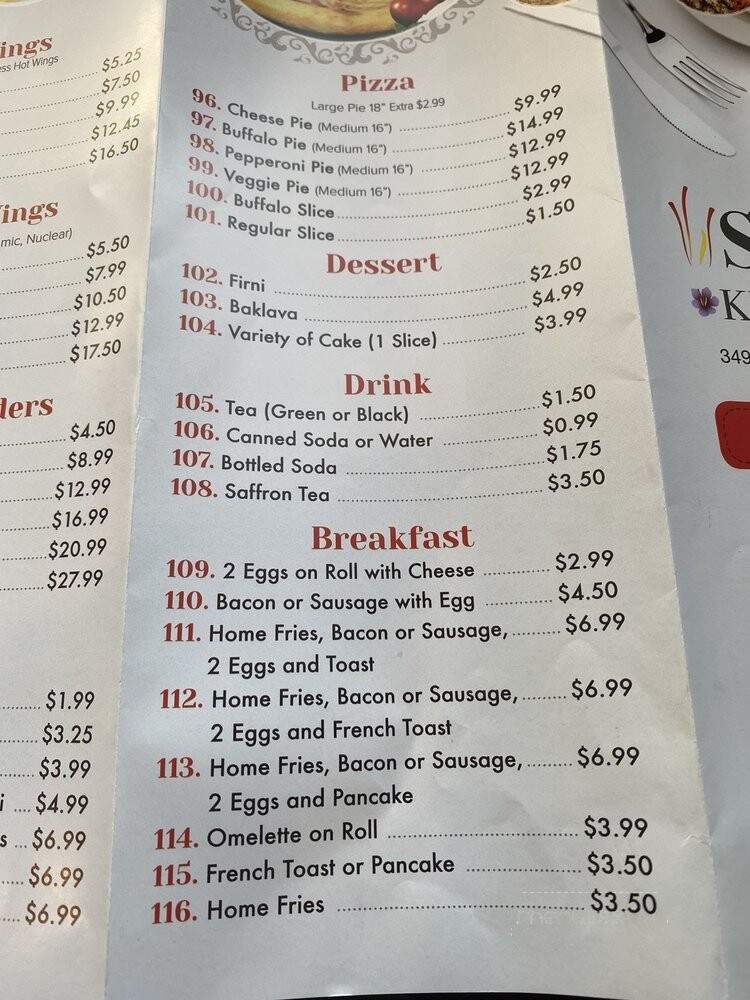 ings
ess Hot Wings
$5.25
$7.50
$9.99
$12.45
$16.50
ings
mic, Nuclear)
$5.50
$7.99
$10.50
$12.99
$17.50
ders
$4.50
$8.99
$12.99
$16.99
$20.99
$27.99
$1.99
$3.25
$3.99
i .... $4.99
s ... $6.99
$6.99
$6.99
Pizza
Large Pie 18" Extra $2.99
96. Cheese Pie (Medium 16") $9.99
97. Buffalo Pie (Medium 16") $14.99
98. Pepperoni Pie (Medium 16") $12.99
99. Veggie Pie (Medium 16") $12.99
100. Buffalo Slice $2.99
101. Regular Slice $1.50
Dessert
102. Firni $2.50
103. Baklava $4.99
104. Variety of Cake (1 Slice) $3.99
Drink
105. Tea (Green or Black) $1.50
106. Canned Soda or Water $0.99
107. Bottled Soda $1.75
108. Saffron Tea $3.50
Breakfast
109. 2 Eggs on Roll with Cheese $2.99
110. Bacon or Sausage with Egg $4.50
111. Home Fries, Bacon or Sausage, $6.99
2 Eggs and Toast
112. Home Fries, Bacon or Sausage, $6.99
2 Eggs and French Toast
113. Home Fries, Bacon or Sausage, $6.99
2 Eggs and Pancake
114. Omelette on Roll $3.99
115. French Toast or Pancake $3.50
116. Home Fries $3.50
S
K
349